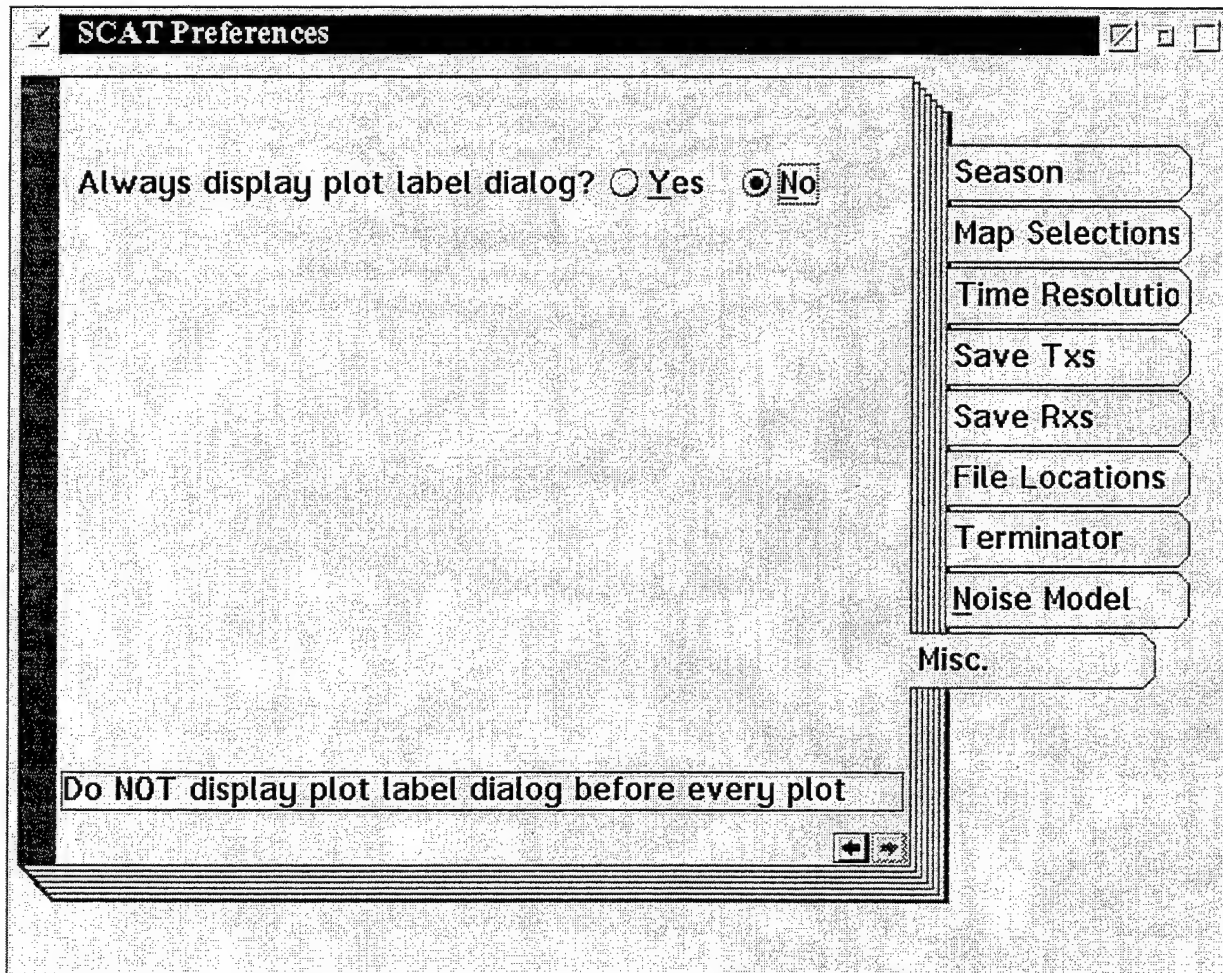 SCAT Preferences
Always display plot label dialog? Yes No
Season
Map Selections
Time Resolutio
Save Txs
Save Rxs
File Locations
Terminator
Noise Model
Misc.
Do NOT display plot label dialog before every plot